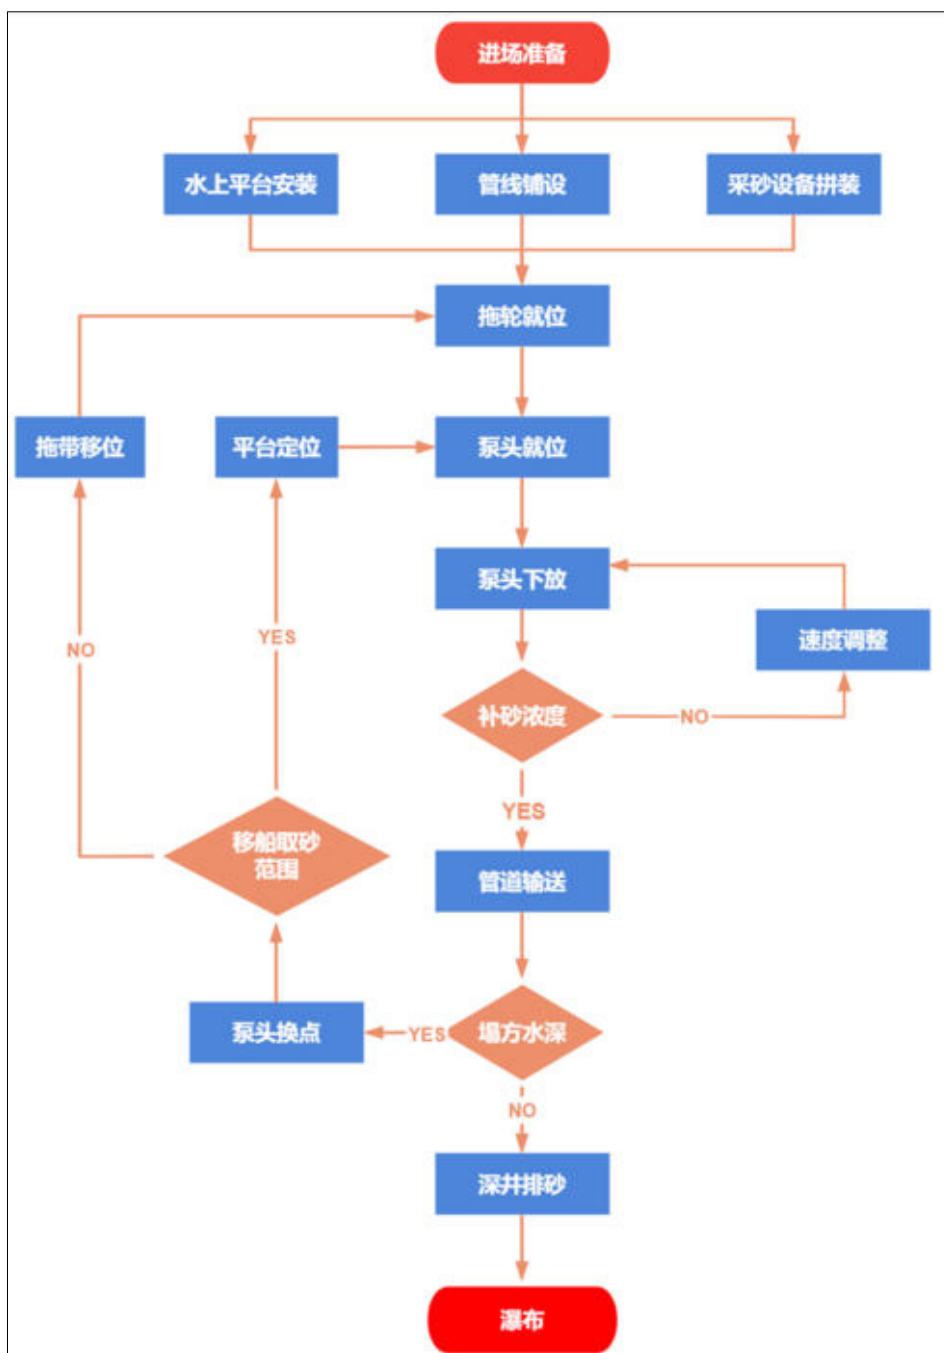 进场准备
水上平台安装
管线铺设
采砂设备拼装
拖轮就位
拖带移位
平台定位
泵头就位
泵头下放
NO
YES
速度调整
补砂浓度
NO
YES
移船取砂
范围
管道输送
泵头换点
YES
塌方水深
NO
深井排砂
瀑布